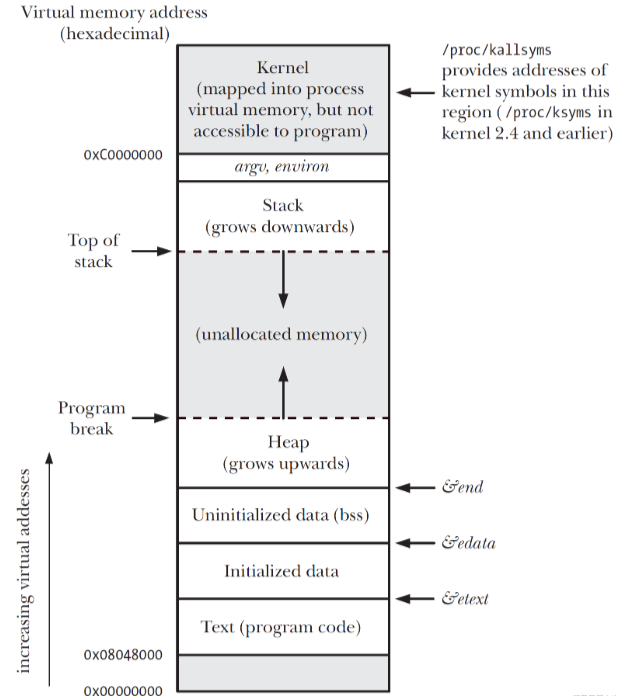 Virtual memory address
(hexadecimal)
Kernel
(mapped into process
virtual memory, but not
accessible to program)
/proc/kallsyms
provides addresses of
kernel symbols in this
region (/proc/ksyms in
kernel 2.4 and earlier)
0xC0000000
argv, environ
Stack
(grows downwards)
Top of
stack
(unallocated memory)
Program
break
Heap
(grows upwards)
&end
Uninitialized data (bss)
&edata
Initialized data
&etext
Text (program code)
0x08048000
0x00000000
increasing virtual addesses